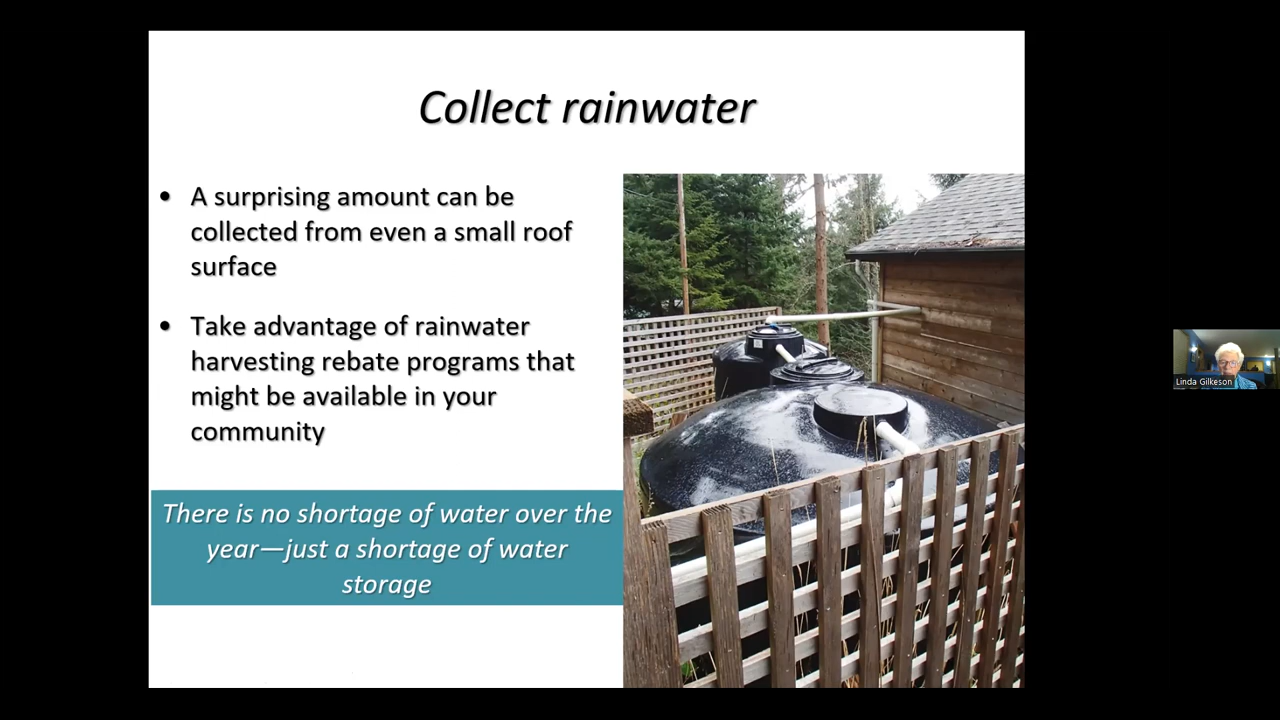 Collect rainwater
• A surprising amount can be
collected from even a small roof
surface
• Take advantage of rainwater
harvesting rebate programs that
might be available in your
community
There is no shortage of water over the
year—just a shortage of water
storage
Linda Gilkeson